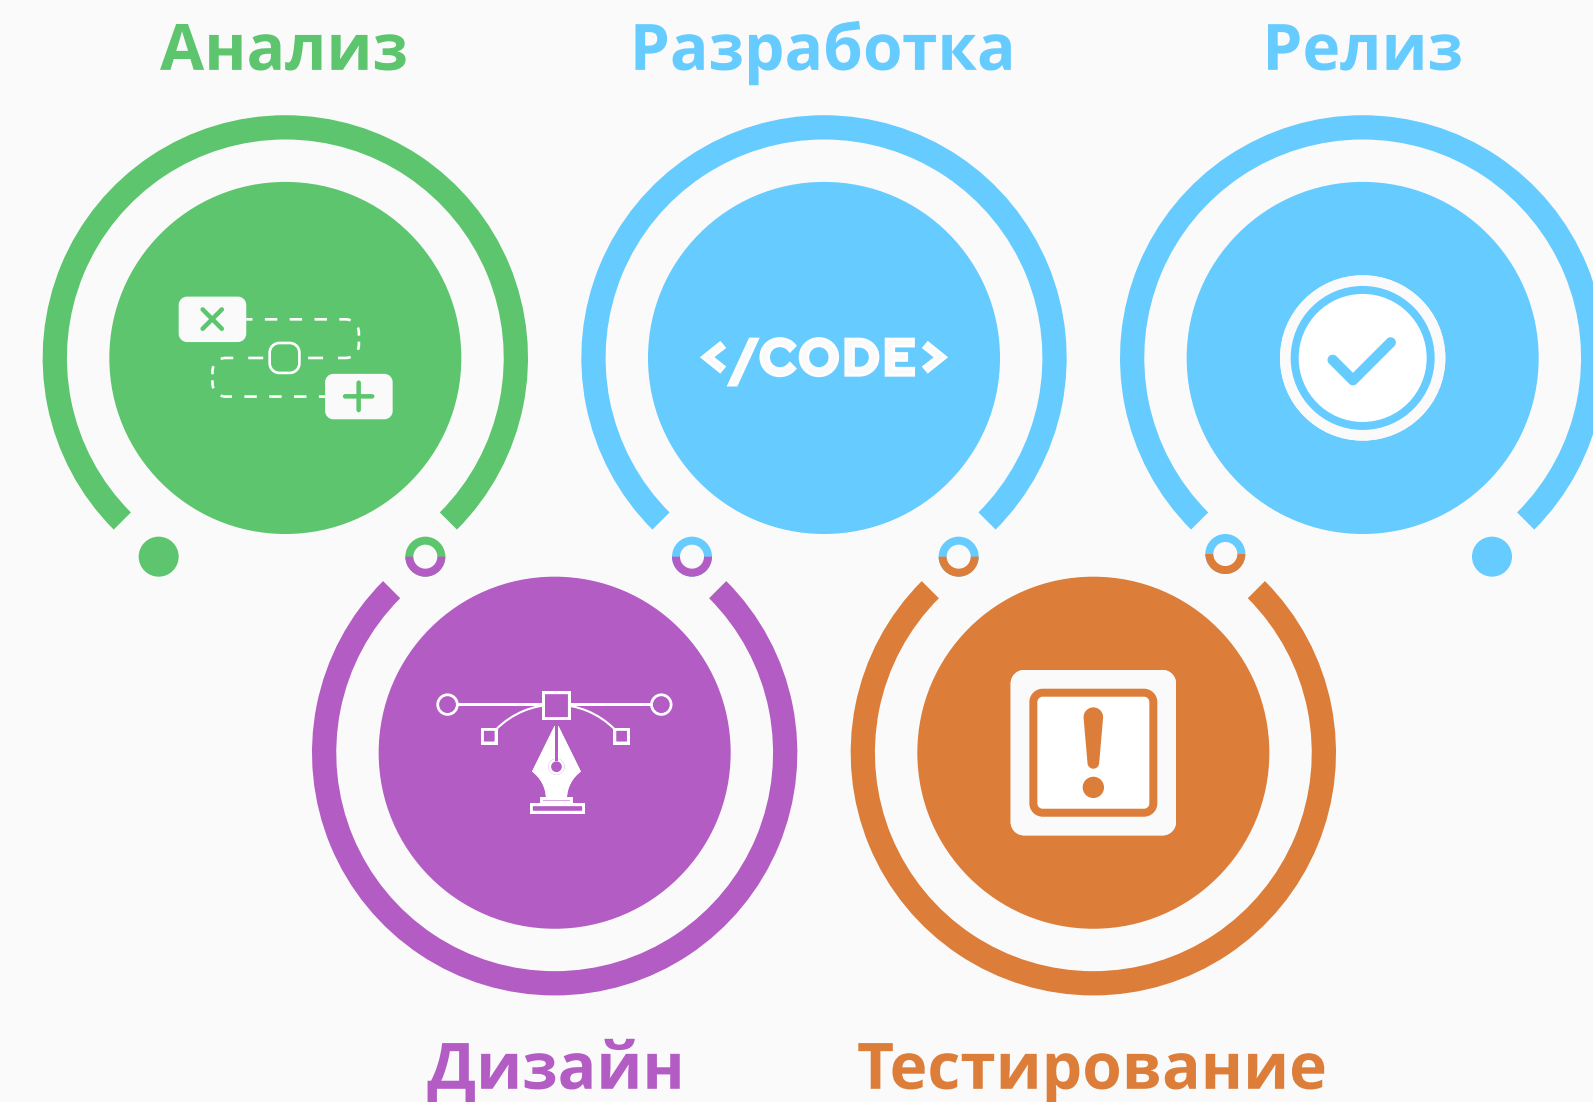 Анализ
Разработка
Релиз
</CODE>
Дизайн
Тестирование